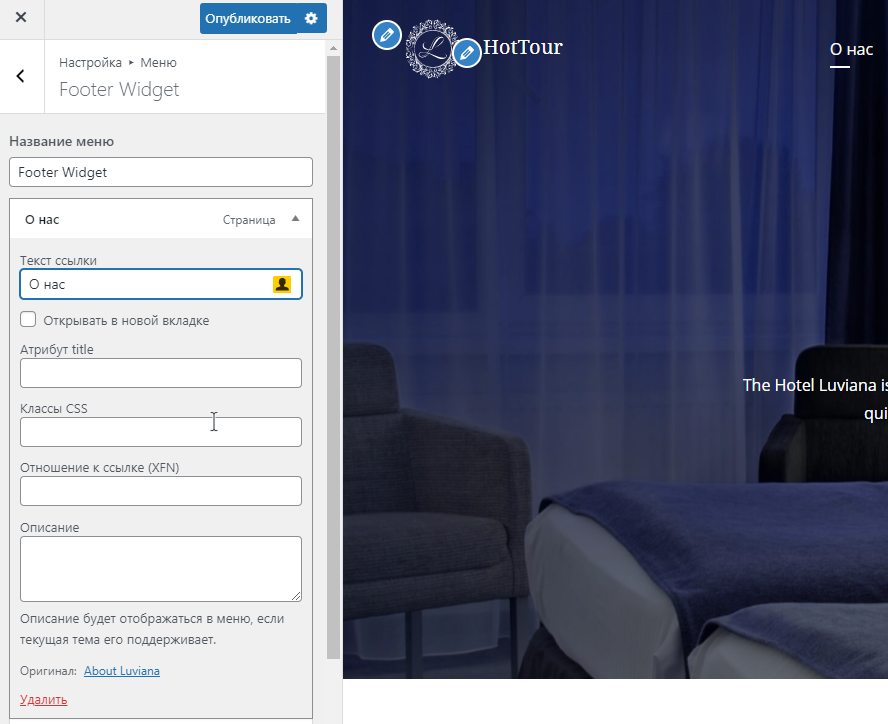 Опубликовать
Настройка ▸ Меню
Footer Widget
Название меню
Footer Widget
О нас
Страница
Текст ссылки
О нас
Открывать в новой вкладке
Атрибут title
Классы CSS
Отношение к ссылке (XFN)
Описание
Описание будет отображаться в меню, если
текущая тема его поддерживает.
Оригинал: About Luviana
Удалить
L
HotTour
О нас
The Hotel Luviana is
qui